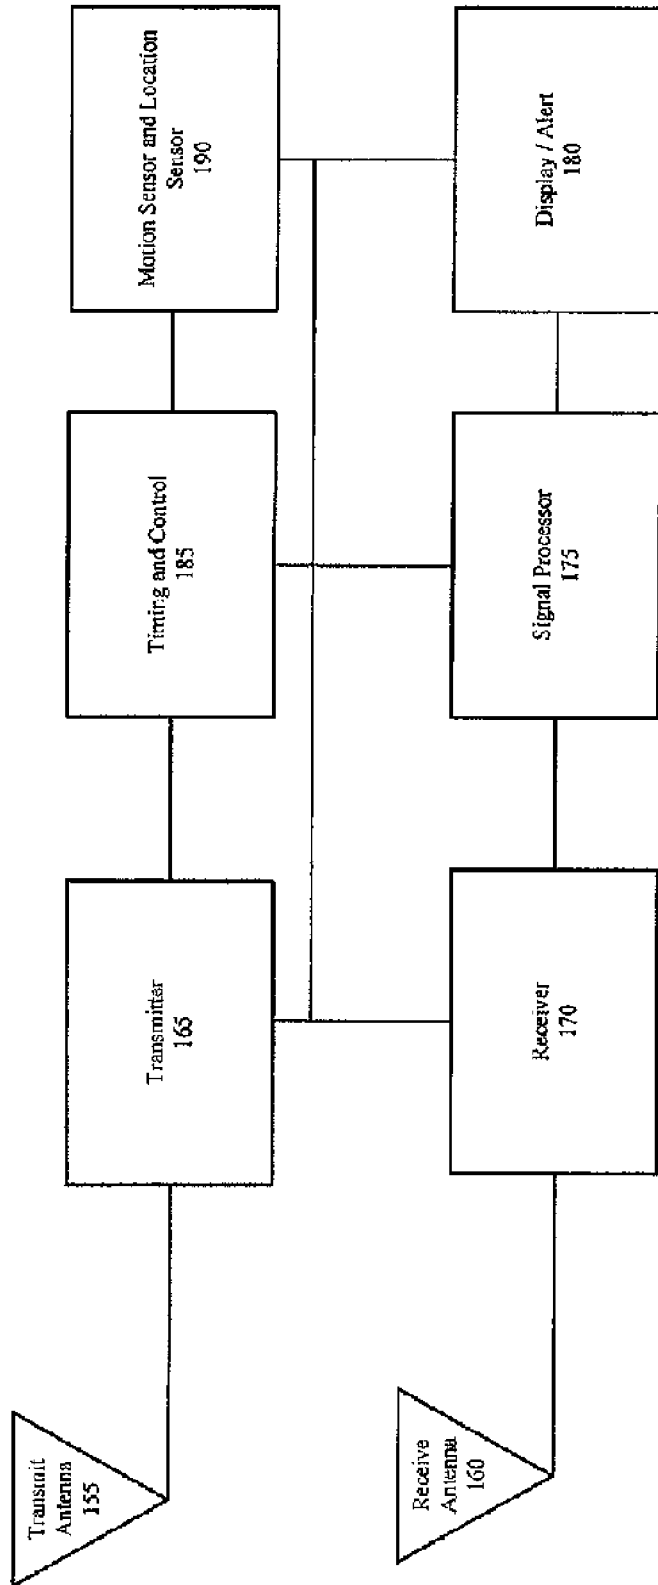 Transmit
Antenna
155
Transmitter
165
Timing and Control
185
Motion Sensor and Location
Sensor
190
Receive
Antenna
160
Receiver
170
Signal Processor
175
Display / Alert
180